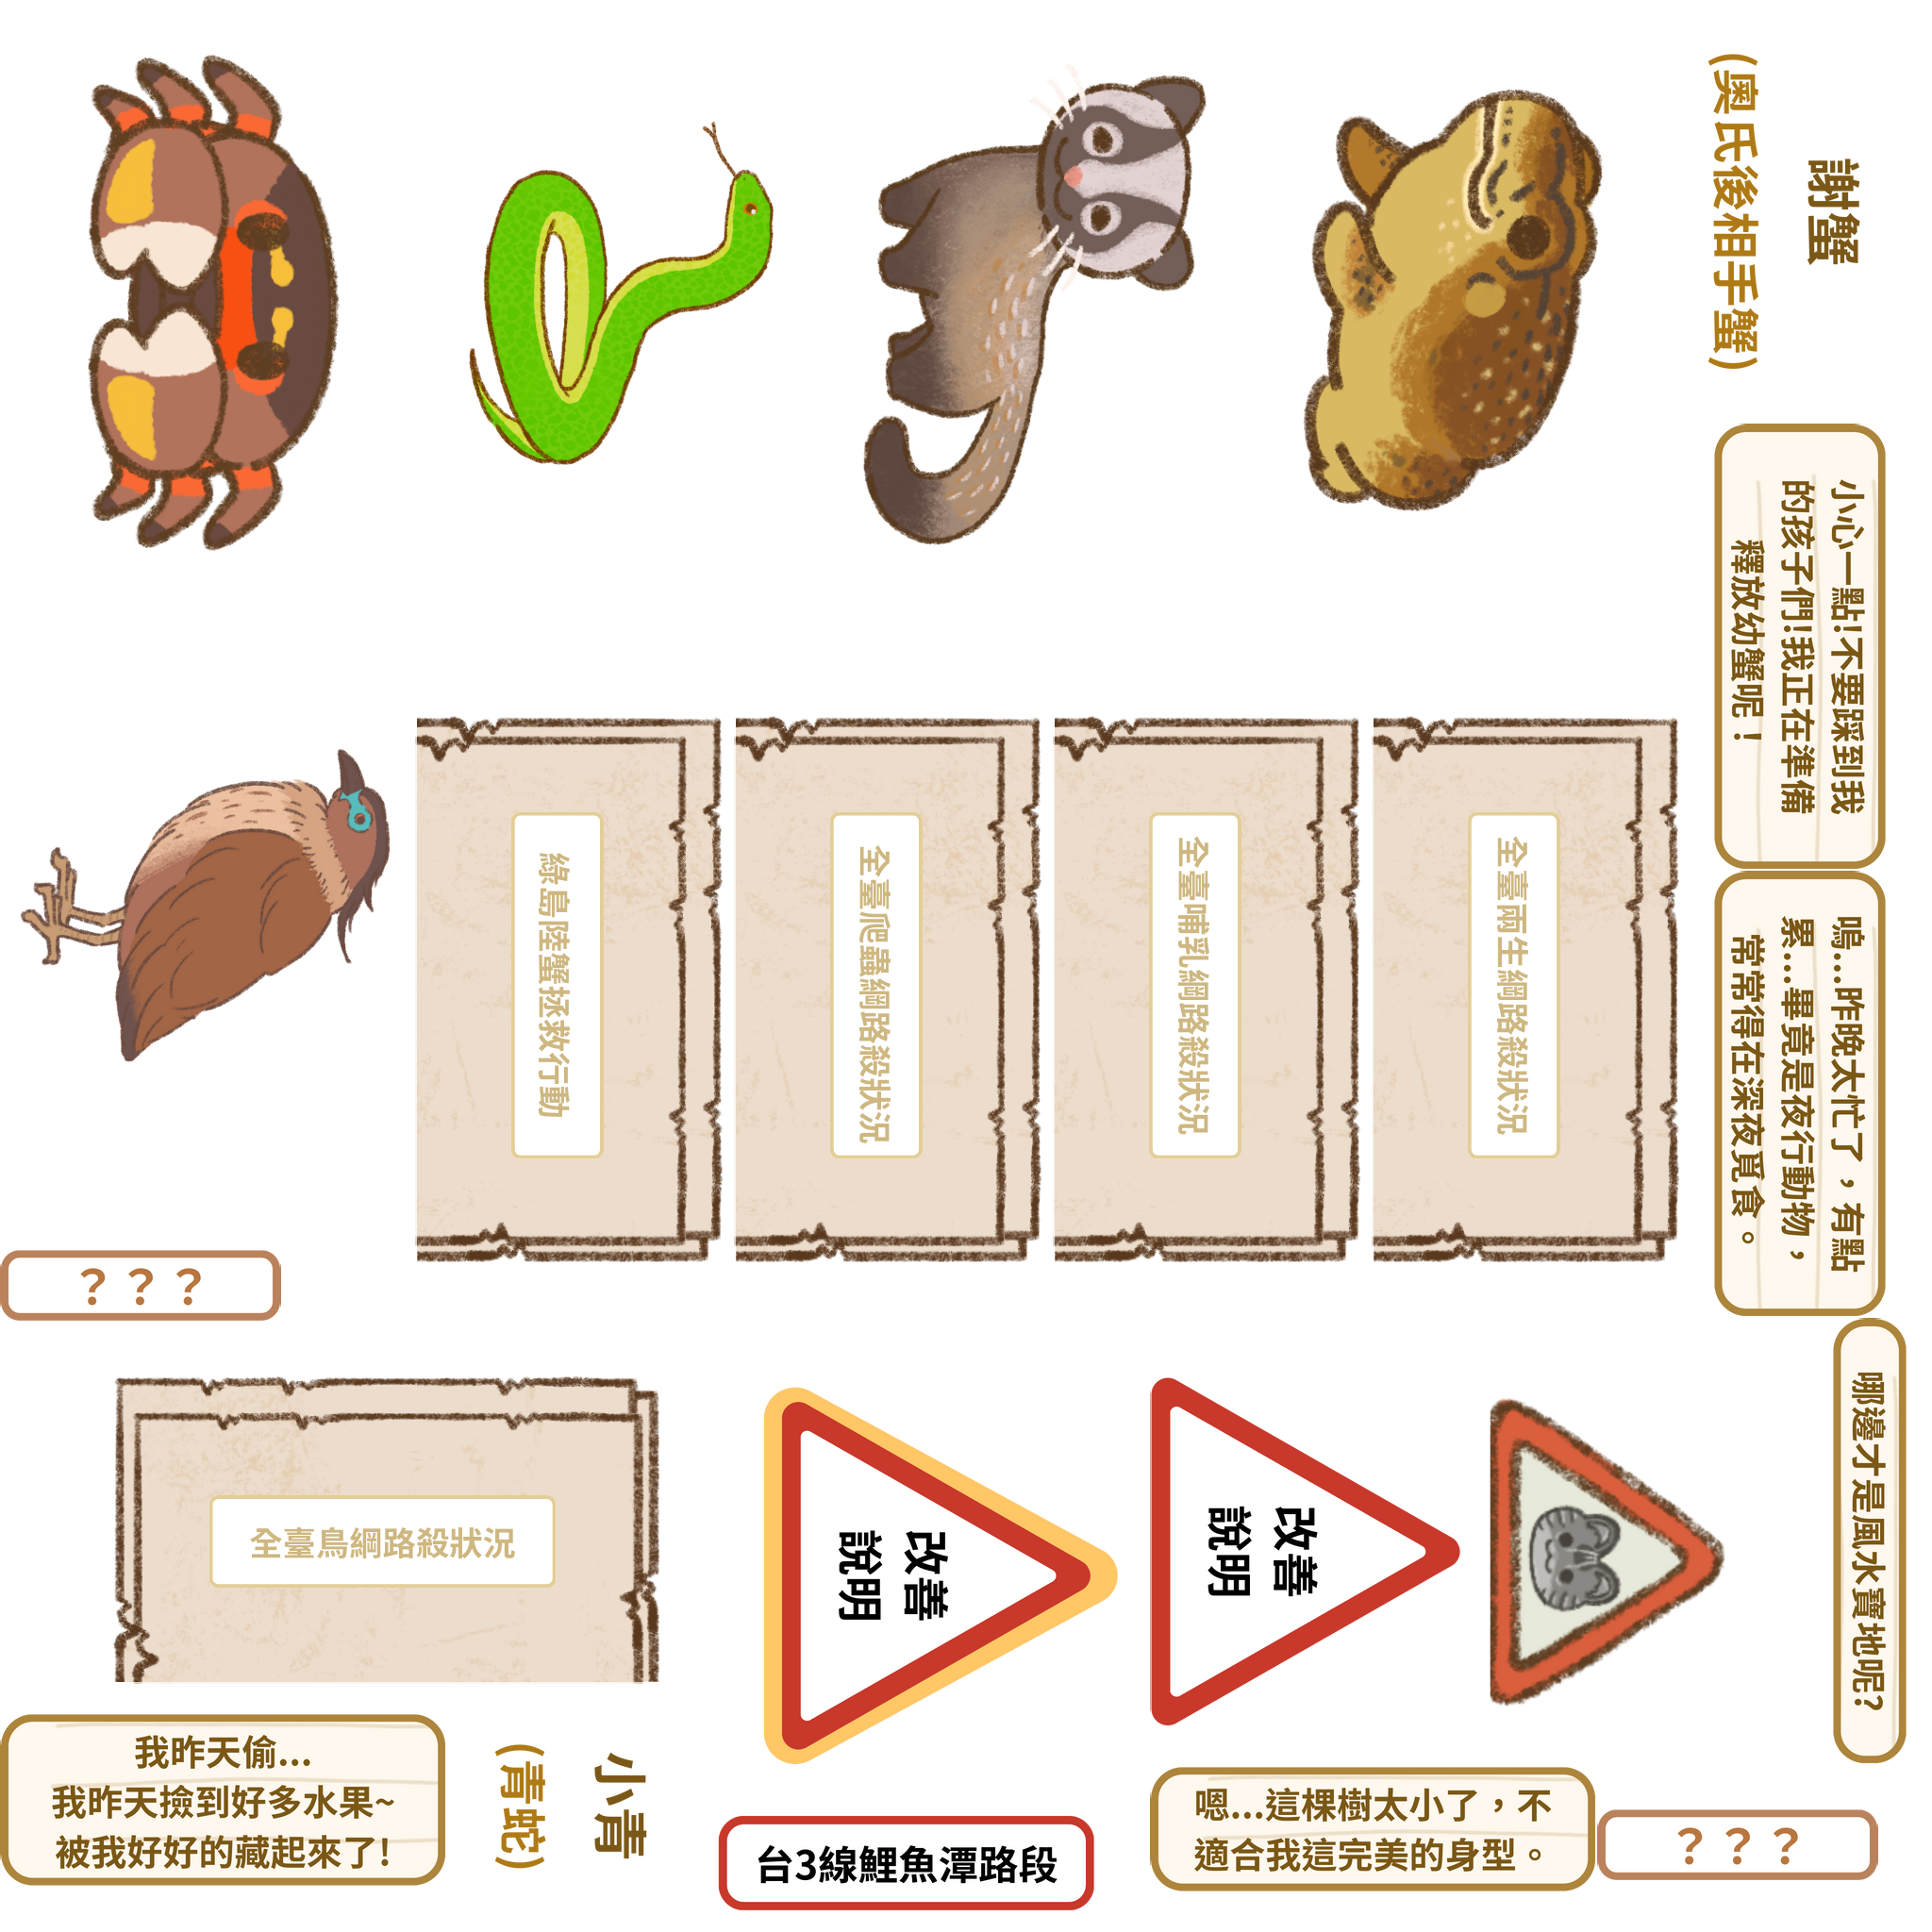 謝蟹
(奧氏後相手蟹)
小心一點!不要踩到我
的孩子們!我正在準備
釋放幼蟹呢！
嗚...昨晚太忙了，有點
累...畢竟是夜行動物，
常常得在深夜覓食。
哪邊才是風水寶地呢?
全臺兩生綱路殺狀況
全臺哺乳綱路殺狀況
全臺爬蟲綱路殺狀況
綠島陸蟹拯救行動
？？？
全臺鳥綱路殺狀況
改善
說明
改善
說明
我昨天偷...
我昨天撿到好多水果~
被我好好的藏起來了!
小青
(青蛇)
台3線鯉魚潭路段
嗯...這棵樹太小了，不
適合我這完美的身型。
？？？